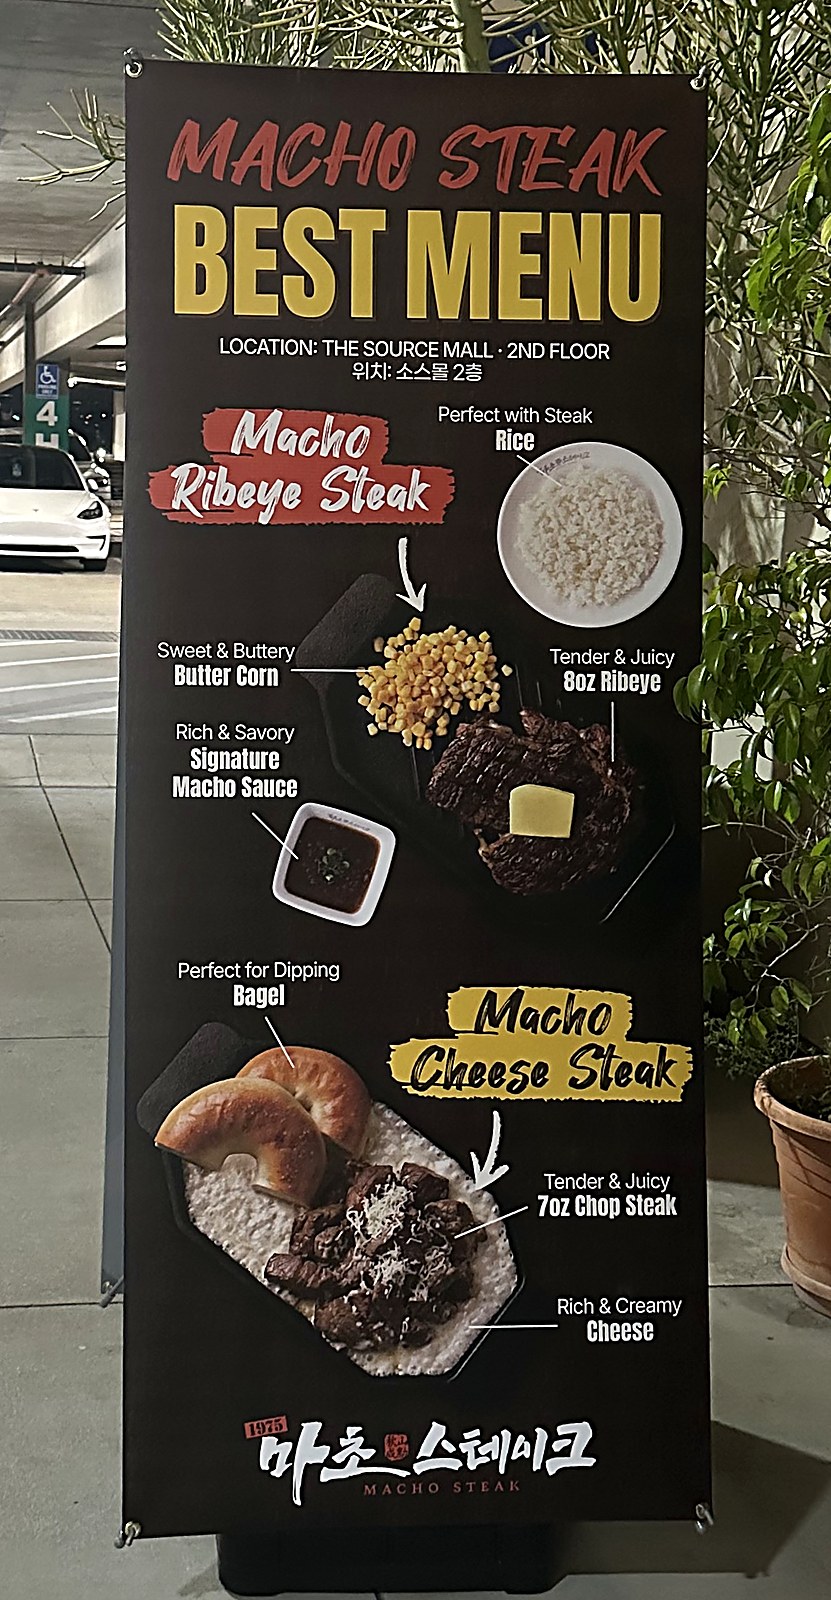 MACHO STEAK
BEST MENU
LOCATION: THE SOURCE MALL · 2ND FLOOR
위치: 소스몰 2층
Macho
Ribeye Steak
Perfect with Steak
Rice
Sweet & Buttery
Butter Corn
Tender & Juicy
8oz Ribeye
Rich & Savory
Signature
Macho Sauce
Perfect for Dipping
Bagel
Macho
Cheese Steak
Tender & Juicy
7oz Chop Steak
Rich & Creamy
Cheese
1975
마초 스테이크
MACHO STEAK
4
H